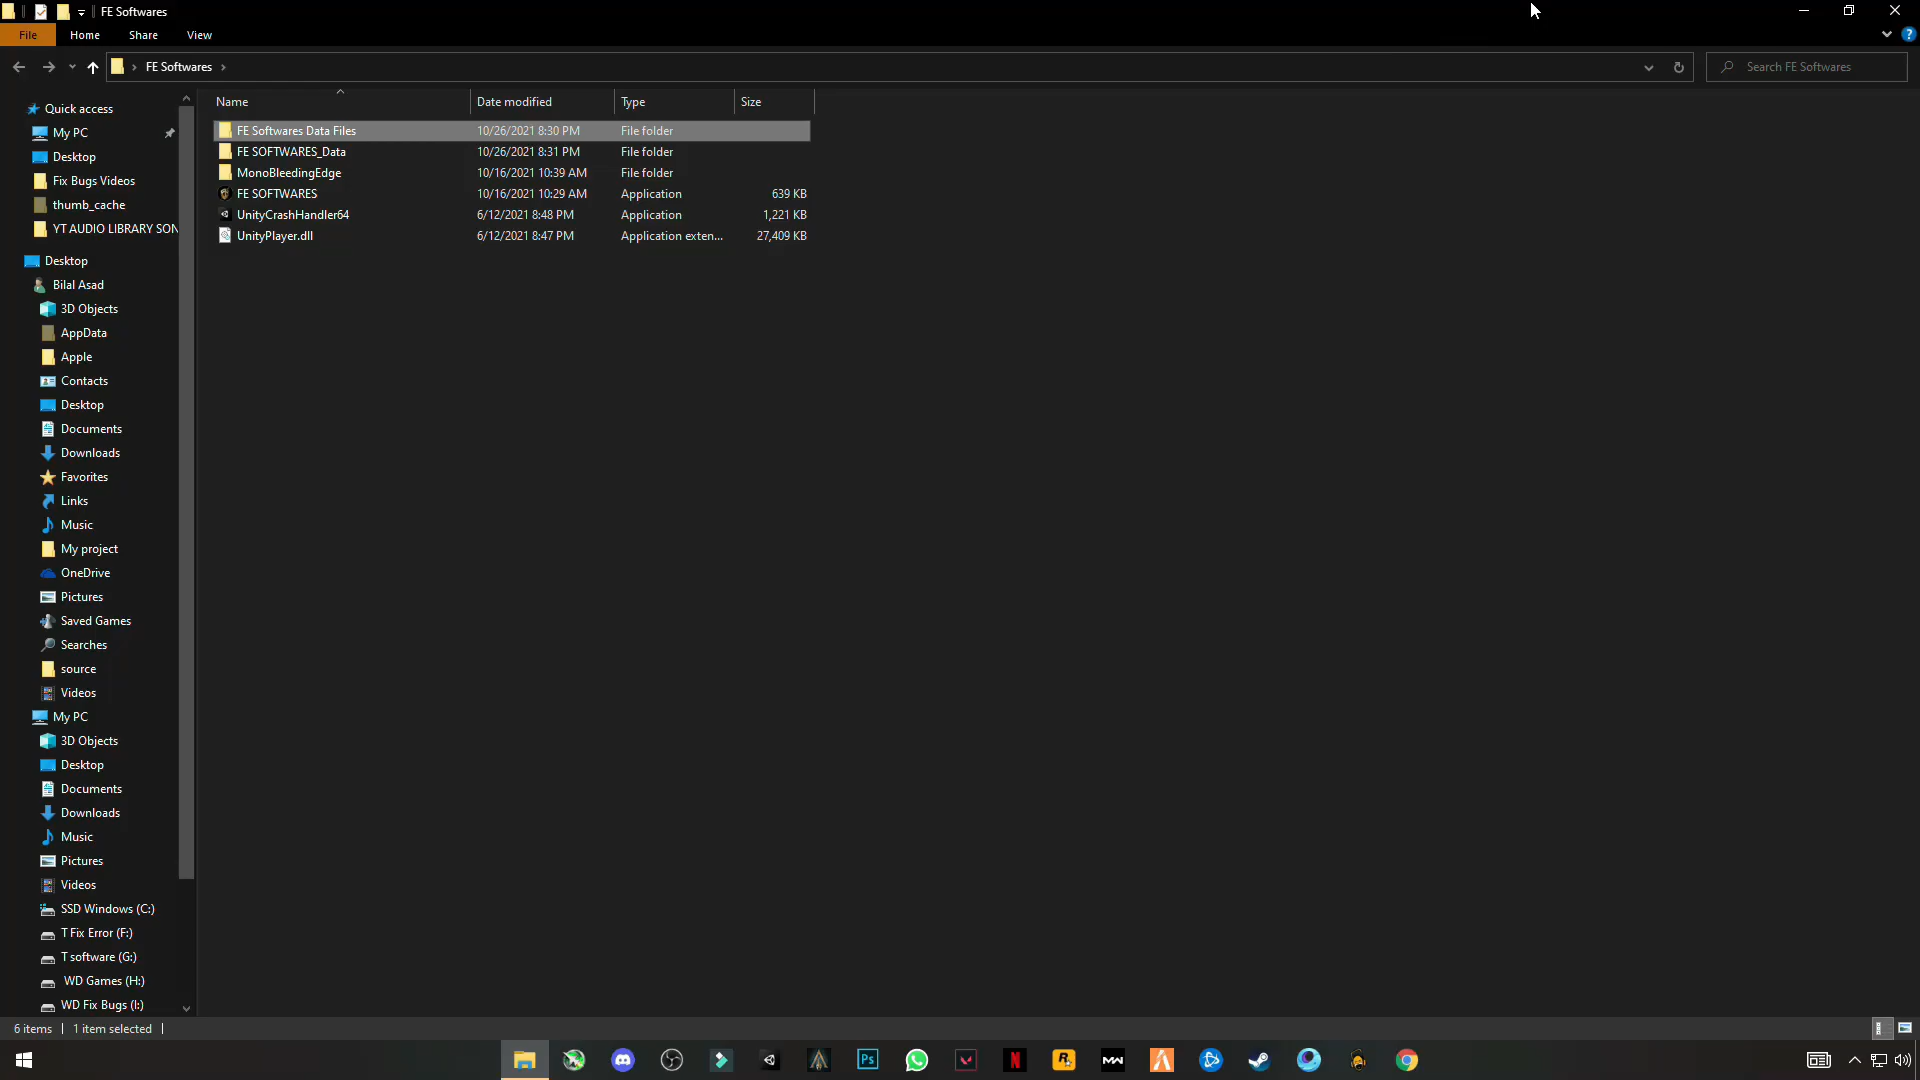 FE Softwares
File Home Share View
FE Softwares
Search FE Softwares
Name Date modified Type Size
FE Softwares Data Files 10/26/2021 8:30 PM File folder
FE SOFTWARES_Data 10/26/2021 8:31 PM File folder
MonoBleedingEdge 10/16/2021 10:39 AM File folder
FE SOFTWARES 10/16/2021 10:29 AM Application 639 KB
UnityCrashHandler64 6/12/2021 8:48 PM Application 1,221 KB
UnityPlayer.dll 6/12/2021 8:47 PM Application exten... 27,409 KB
Quick access
My PC
Desktop
Fix Bugs Videos
thumb_cache
YT AUDIO LIBRARY SON
Desktop
Bilal Asad
3D Objects
AppData
Apple
Contacts
Desktop
Documents
Downloads
Favorites
Links
Music
My project
OneDrive
Pictures
Saved Games
Searches
source
Videos
My PC
3D Objects
Desktop
Documents
Downloads
Music
Pictures
Videos
SSD Windows (C:)
T Fix Error (F:)
T software (G:)
WD Games (H:)
WD Fix Bugs (I:)
6 items 1 item selected
Ps
N
R
MW